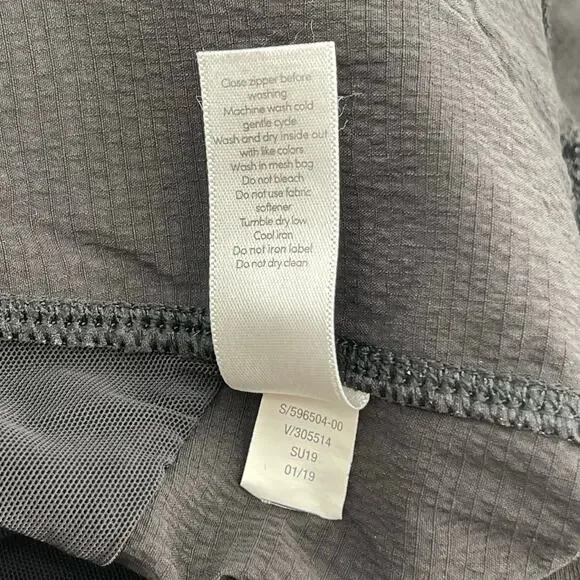 Close zipper before
washing
Machine wash cold
gentle cycle
Wash and dry inside out
with like colors
Wash in mesh bag
Do not bleach
Do not use fabric
softener
Tumble dry low
Cool iron
Do not iron label
Do not dry clean
S/596504-00
V/305514
SU19
01/19